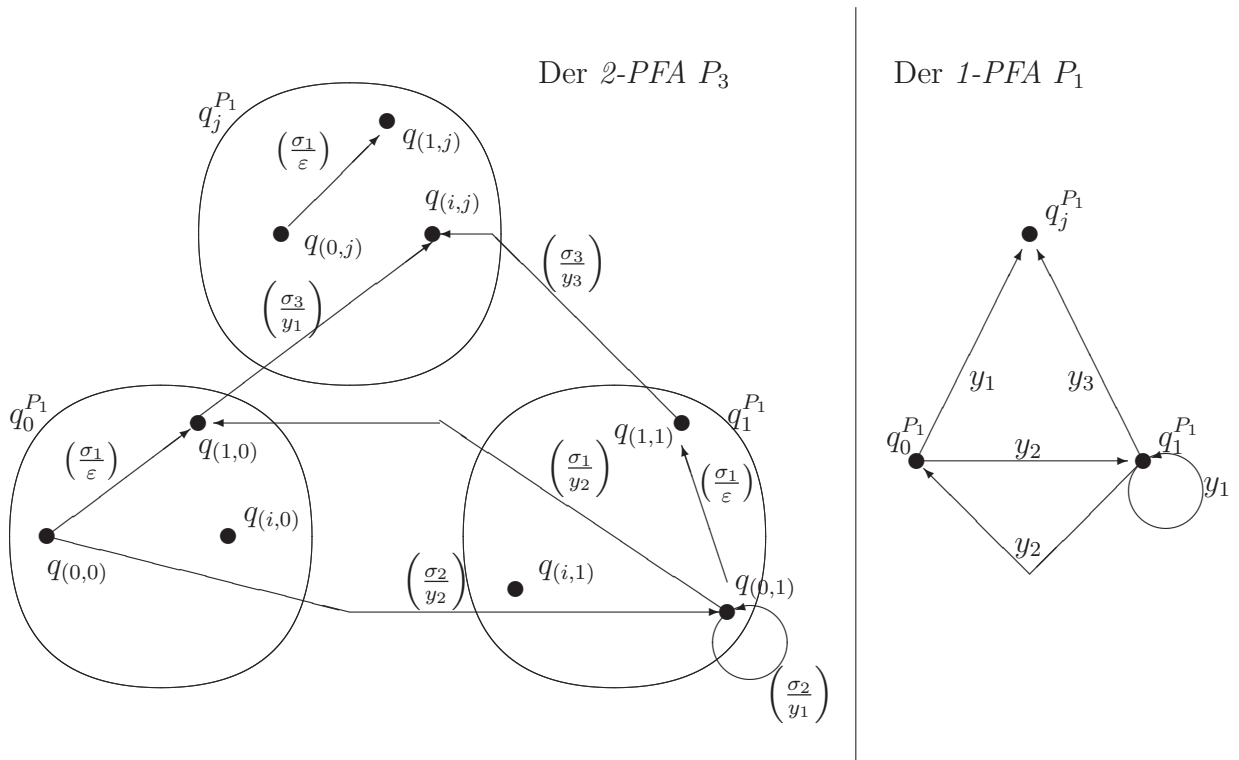 Der 2-PFA P_3
Der 1-PFA P_1
q_j^{P_1}
q_{(1,j)}
(σ_1/ε)
q_{(i,j)}
q_{(0,j)}
(σ_3/y_3)
(σ_3/y_1)
q_0^{P_1}
q_{(1,0)}
(σ_1/ε)
q_{(i,0)}
q_{(0,0)}
(σ_2/y_2)
q_1^{P_1}
q_{(1,1)}
(σ_1/y_2)
(σ_1/ε)
q_{(i,1)}
q_{(0,1)}
(σ_2/y_1)
q_j^{P_1}
y_1
y_3
q_0^{P_1}
q_1^{P_1}
y_2
y_1
y_2